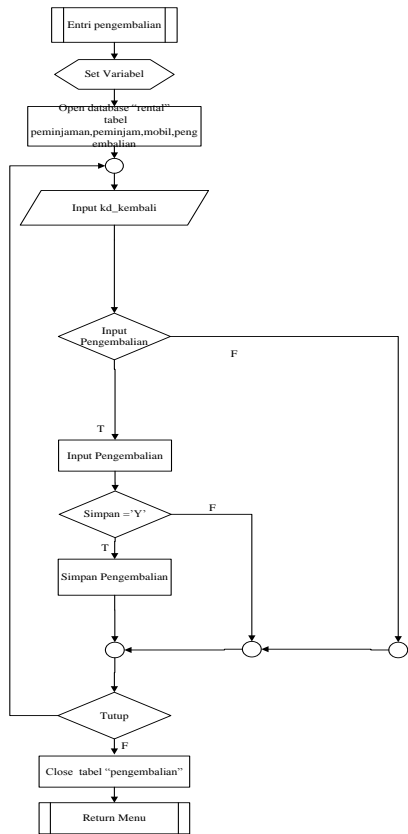 Entri pengembalian
Set Variabel
Open database “rental”
tabel
peminjaman,peminjam,mobil,peng
embalian
Input kd_kembali
Input
Pengembalian
F
T
Input Pengembalian
Simpan =’Y’
F
T
Simpan Pengembalian
Tutup
F
Close tabel “pengembalian”
Return Menu